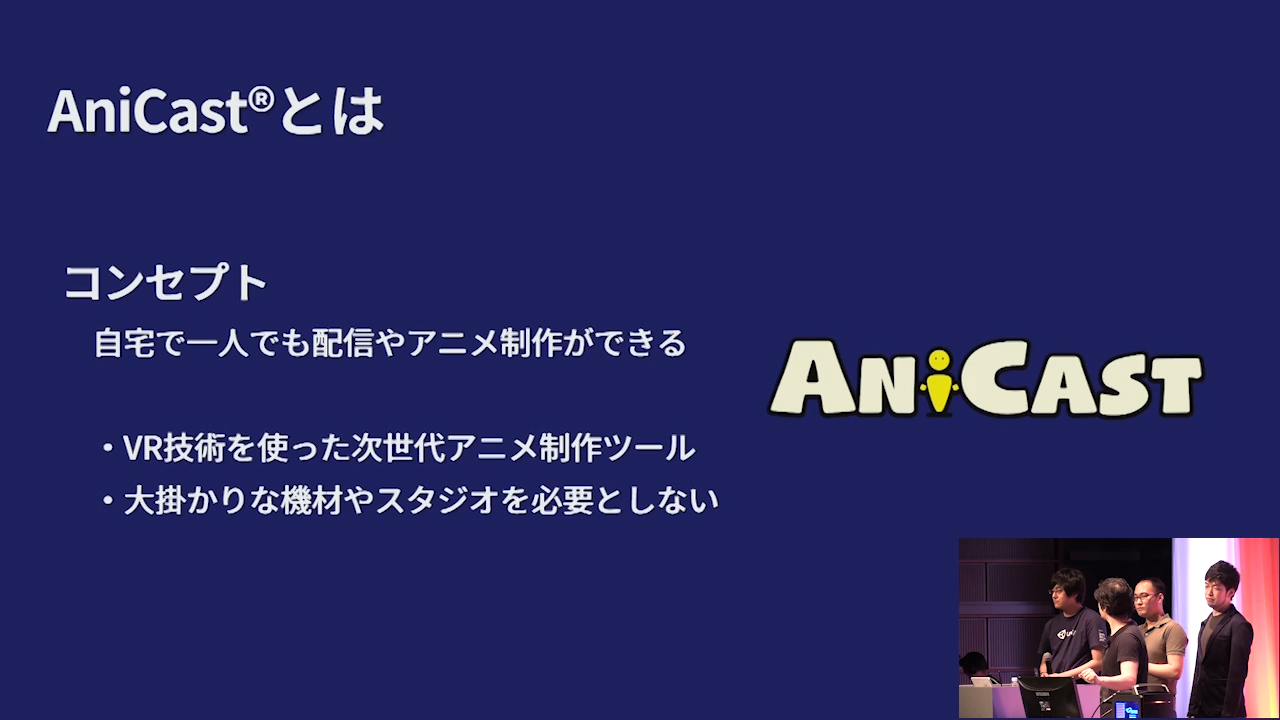 AniCast®とは
コンセプト
自宅で一人でも配信やアニメ制作ができる
・VR技術を使った次世代アニメ制作ツール
・大掛かりな機材やスタジオを必要としない
ANiCAST